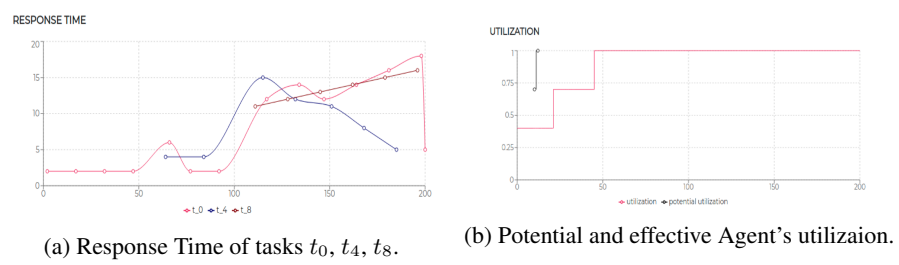 RESPONSE TIME
20
15
10
5
0
0 50 100 150 200
t_0 t_4 t_8
(a) Response Time of tasks t0, t4, t8.
UTILIZATION
1
0.75
0.5
0.25
0
0 50 100 150 200
utilization potential utilization
(b) Potential and effective Agent's utilizaion.